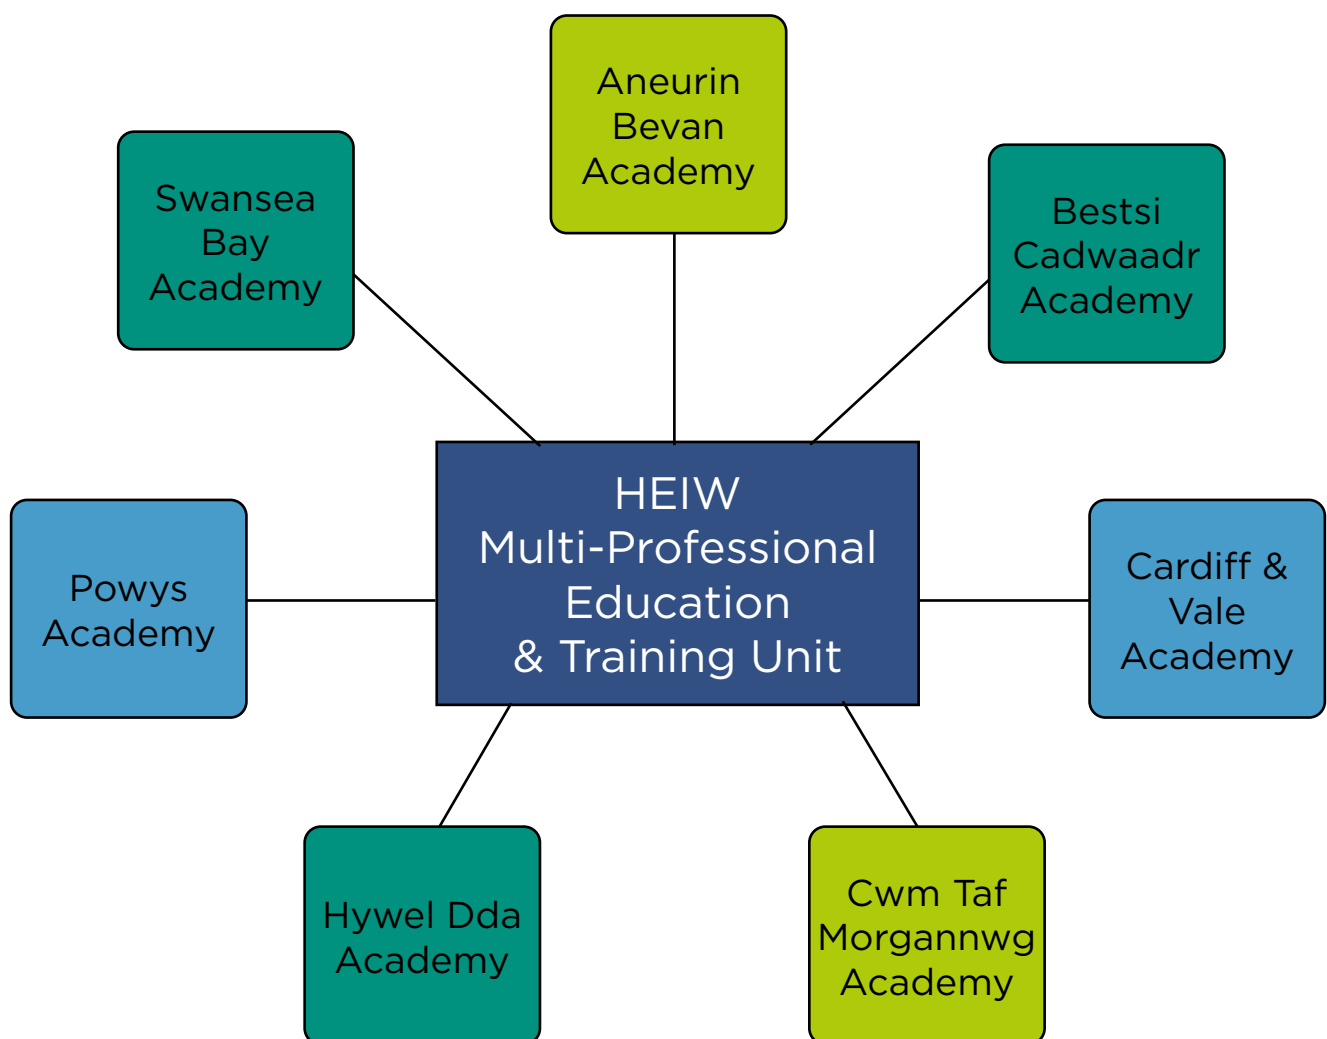 Aneurin
Bevan
Academy
Swansea
Bay
Academy
Bestsi
Cadwaadr
Academy
HEIW
Multi-Professional
Education
& Training Unit
Powys
Academy
Cardiff &
Vale
Academy
Hywel Dda
Academy
Cwm Taf
Morgannwg
Academy